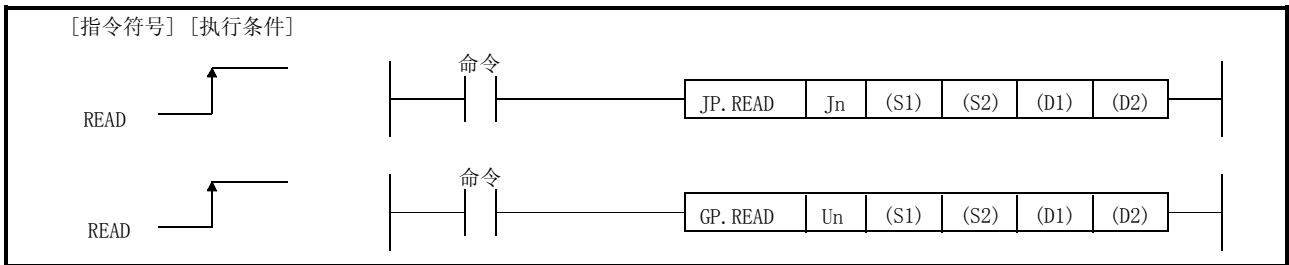 [指令符号] [执行条件]
命令
READ JP.READ Jn (S1) (S2) (D1) (D2)
命令
READ GP.READ Un (S1) (S2) (D1) (D2)